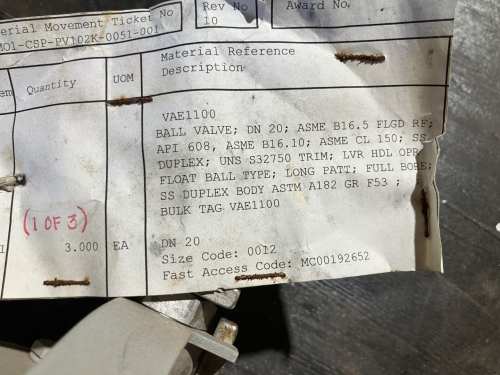 erial Movement Ticket No
MO1-CSP-PV102K-0051-001
Rev No
10
Award No.
em
Quantity
UOM
Material Reference
Description
VAE1100
BALL VALVE; DN 20; ASME B16.5 FLGD RF;
API 608, ASME B16.10; ASME CL 150; SS
DUPLEX; UNS S32750 TRIM; LVR HDL OPR;
FLOAT BALL TYPE; LONG PATT; FULL BORE;
SS DUPLEX BODY ASTM A182 GR F53 ;
BULK TAG VAE1100
(1 OF 3)
3.000 EA
DN 20
Size Code: 0012
Fast Access Code: MC00192652